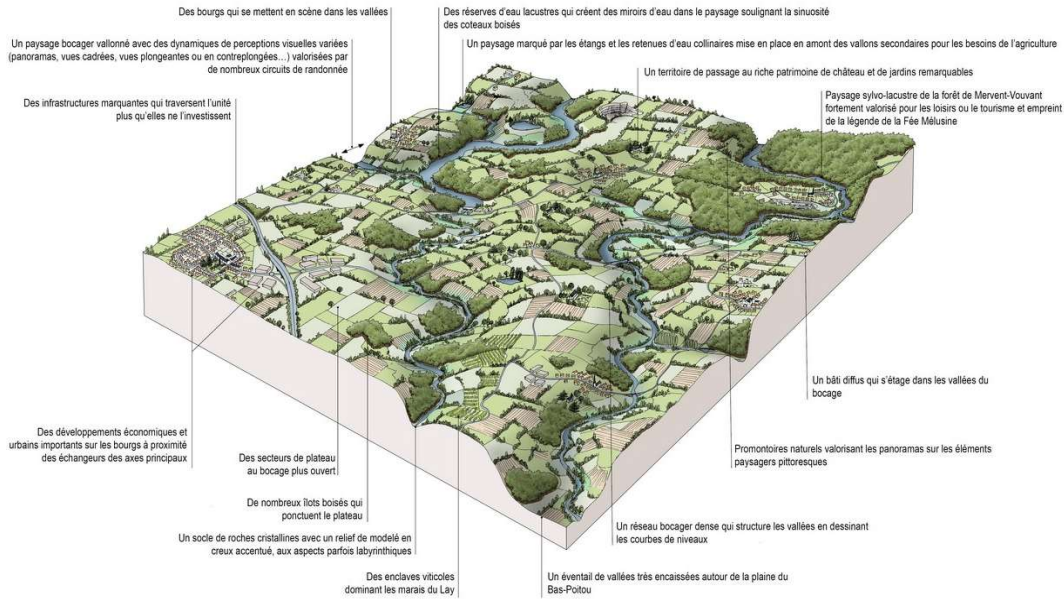 Des bourgs qui se mettent en scène dans les vallées
Des réserves d'eau lacustres qui créent des miroirs d'eau dans le paysage soulignant la sinuosité
des coteaux boisés
Un paysage bocager vallonné avec des dynamiques de perceptions visuelles variées
(panoramas, vues cadrées, vues plongeantes ou en contreplongées…) valorisées par
de nombreux circuits de randonnée
Un paysage marqué par les étangs et les retenues d'eau collinaires mise en place en amont des vallons secondaires pour les besoins de l'agriculture
Un territoire de passage au riche patrimoine de château et de jardins remarquables
Des infrastructures marquantes qui traversent l'unité
plus qu'elles ne l'investissent
Paysage sylvo-lacustre de la forêt de Mervent-Vouvant
fortement valorisé pour les loisirs ou le tourisme et empreint
de la légende de la Fée Mélusine
Un bâti diffus qui s'étage dans les vallées du
bocage
Des développements économiques et
urbains importants sur les bourgs à proximité
des échangeurs des axes principaux
Des secteurs de plateau
au bocage plus ouvert
Promontoires naturels valorisant les panoramas sur les éléments
paysagers pittoresques
De nombreux îlots boisés qui
ponctuent le plateau
Un réseau bocager dense qui structure les vallées en dessinant
les courbes de niveaux
Un socle de roches cristallines avec un relief de modelé en
creux accentué, aux aspects parfois labyrinthiques
Des enclaves viticoles
dominant les marais du Lay
Un éventail de vallées très encaissées autour de la plaine du
Bas-Poitou